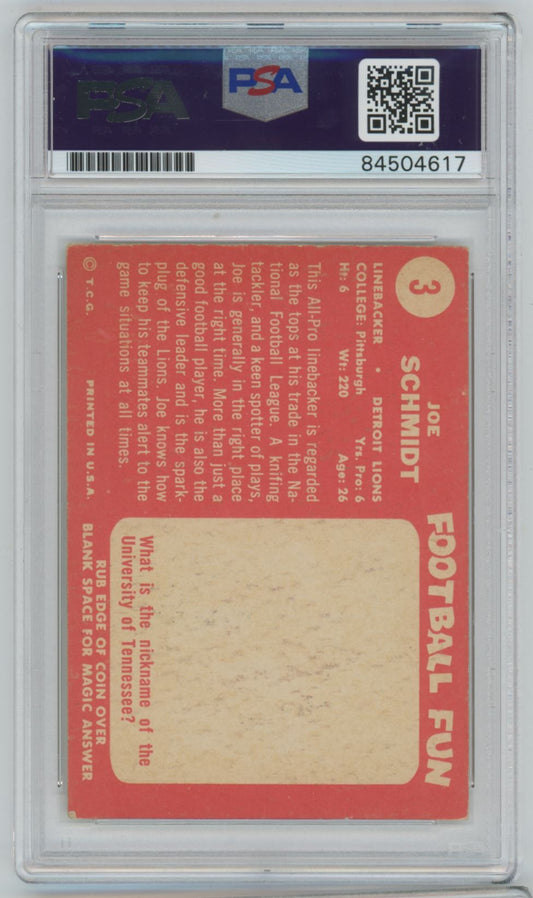 PSA
PSA
84504617
3
JOE
SCHMIDT
LINEBACKER • DETROIT LIONS
COLLEGE: Pittsburgh Yrs. Pro: 6
Ht: 6 Wt: 220 Age: 26
This All-Pro linebacker is regarded
as the tops at his trade in the Na-
tional Football League. A knifing
tackler, and a keen spotter of plays,
Joe is generally in the right place
at the right time. More than just a
good football player, he is also the
defensive leader and is the spark-
plug of the Lions. Joe knows how
to keep his teammates alert to the
game situations at all times.
© T.C.G. PRINTED IN U.S.A.
FOOTBALL FUN
What is the nickname of the
University of Tennessee?
RUB EDGE OF COIN OVER
BLANK SPACE FOR MAGIC ANSWER